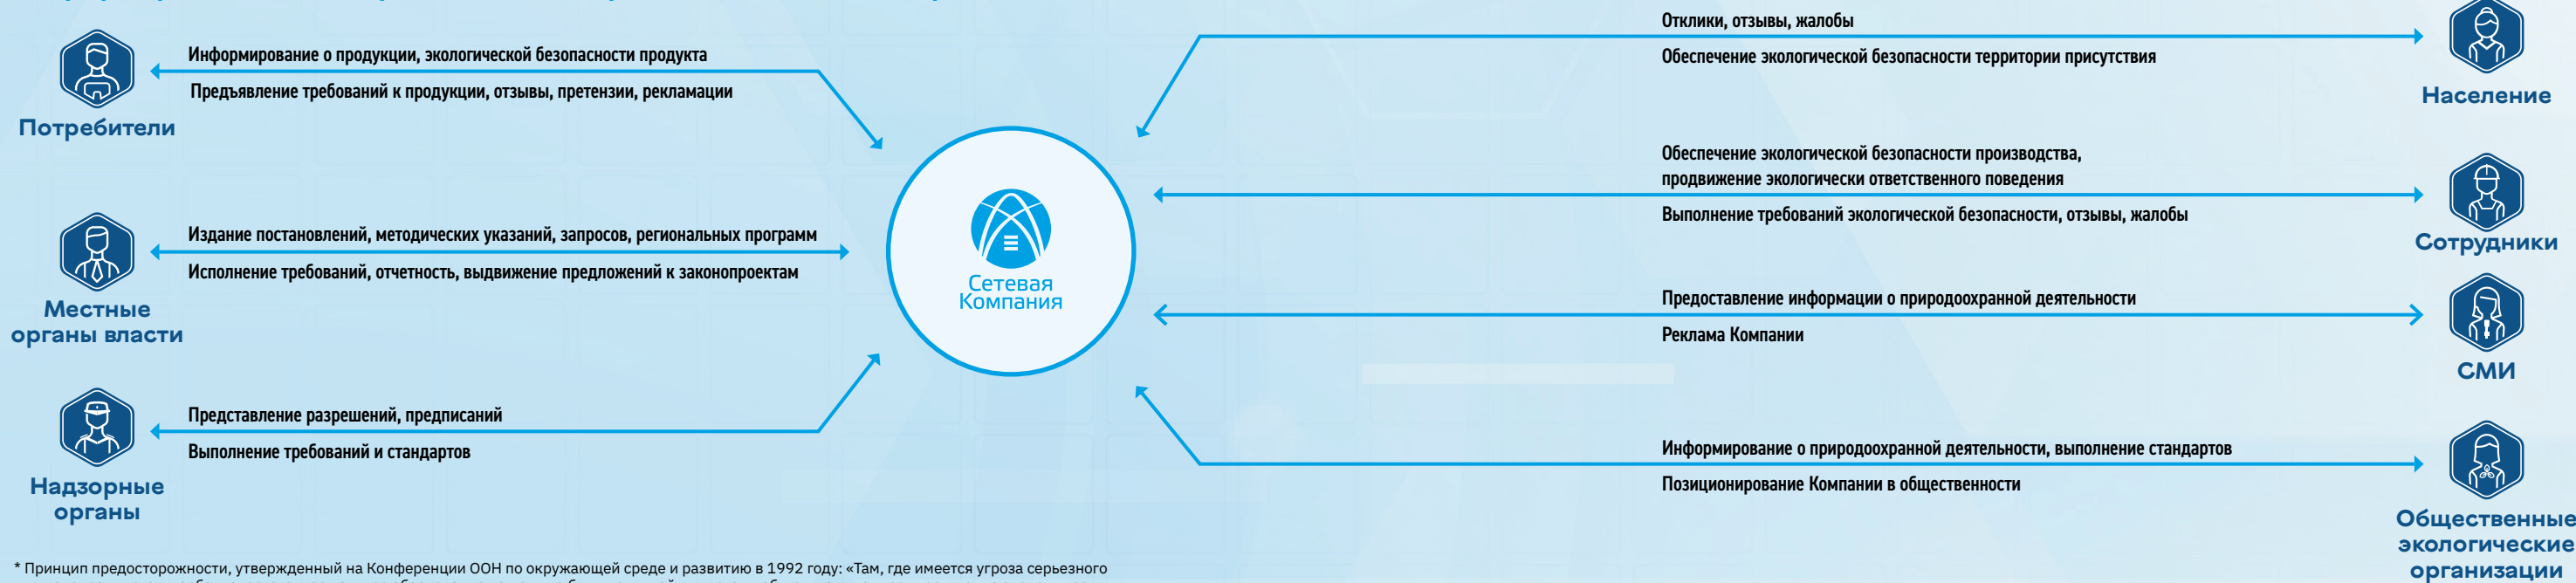 Информирование о продукции, экологической безопасности продукта
Предъявление требований к продукции, отзывы, претензии, рекламации
Потребители
Издание постановлений, методических указаний, запросов, региональных программ
Исполнение требований, отчетность, выдвижение предложений к законопроектам
Местные
органы власти
Представление разрешений, предписаний
Выполнение требований и стандартов
Надзорные
органы
Сетевая
Компания
Отклики, отзывы, жалобы
Обеспечение экологической безопасности территории присутствия
Население
Обеспечение экологической безопасности производства,
продвижение экологически ответственного поведения
Выполнение требований экологической безопасности, отзывы, жалобы
Сотрудники
Предоставление информации о природоохранной деятельности
Реклама Компании
СМИ
Информирование о природоохранной деятельности, выполнение стандартов
Позиционирование Компании в общественности
Общественные
экологические
организации
* Принцип предосторожности, утвержденный на Конференции ООН по окружающей среде и развитию в 1992 году: «Там, где имеется угроза серьезного